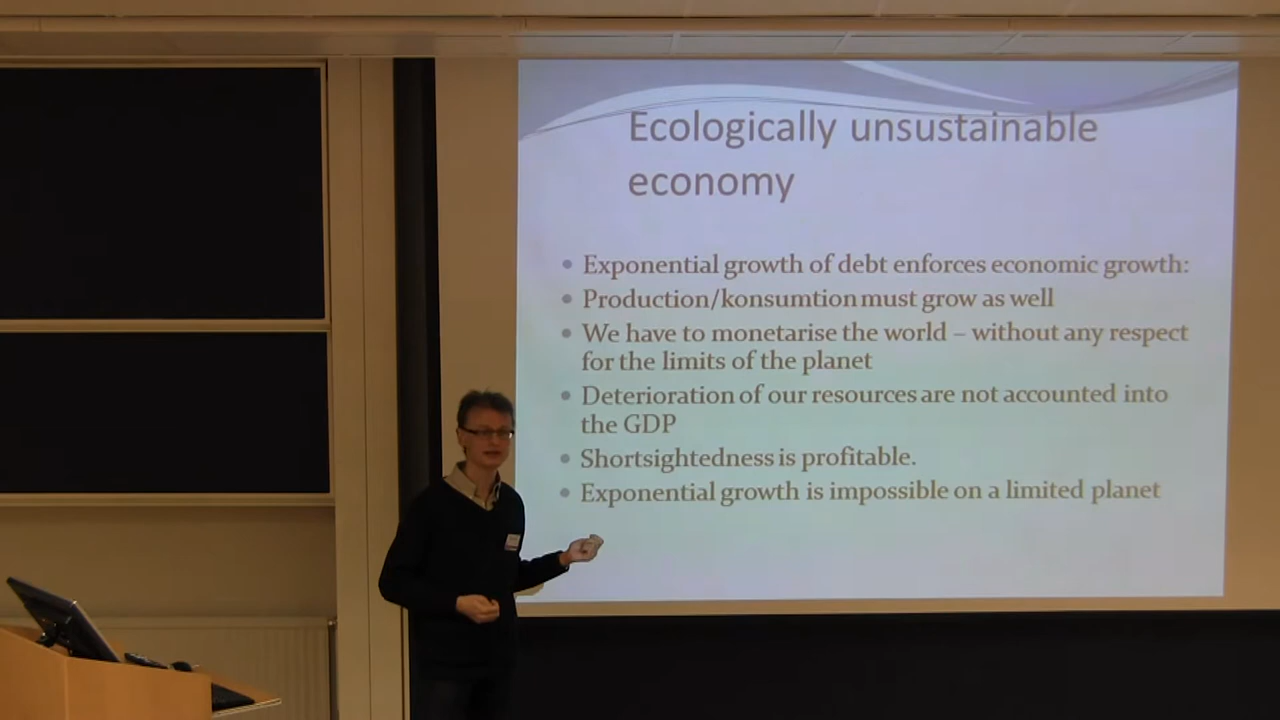 Ecologically unsustainable
economy
Exponential growth of debt enforces economic growth:
Production/konsumtion must grow as well
We have to monetarise the world – without any respect
for the limits of the planet
Deterioration of our resources are not accounted into
the GDP
Shortsightedness is profitable.
Exponential growth is impossible on a limited planet